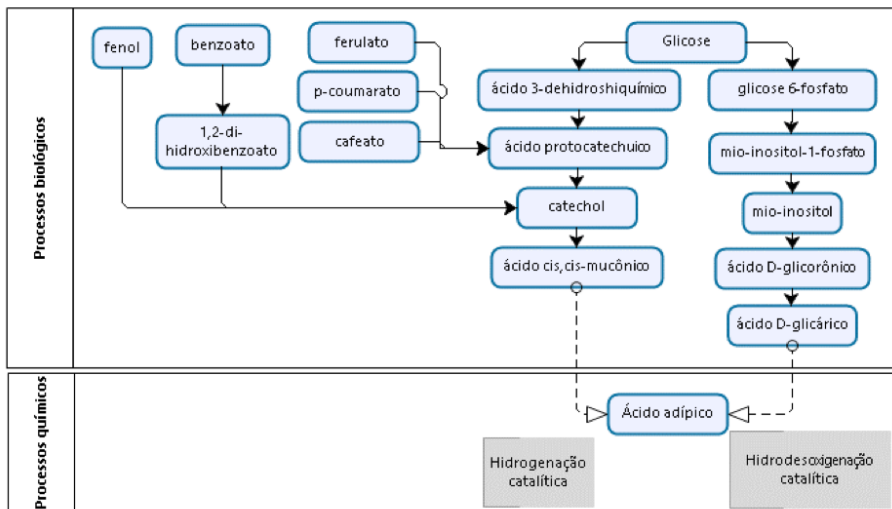 Processos biológicos
fenol
benzoato
ferulato
Glicose
p-coumarato
ácido 3-dehidroshiquímico
glicose 6-fosfato
1,2-di-
hidroxibenzoato
cafeato
ácido protocatechuico
mio-inositol-1-fosfato
catechol
mio-inositol
ácido cis,cis-mucônico
ácido D-glicorônico
ácido D-glicárico
Processos químicos
Ácido adípico
Hidrogenação
catalítica
Hidrodesoxigenação
catalítica